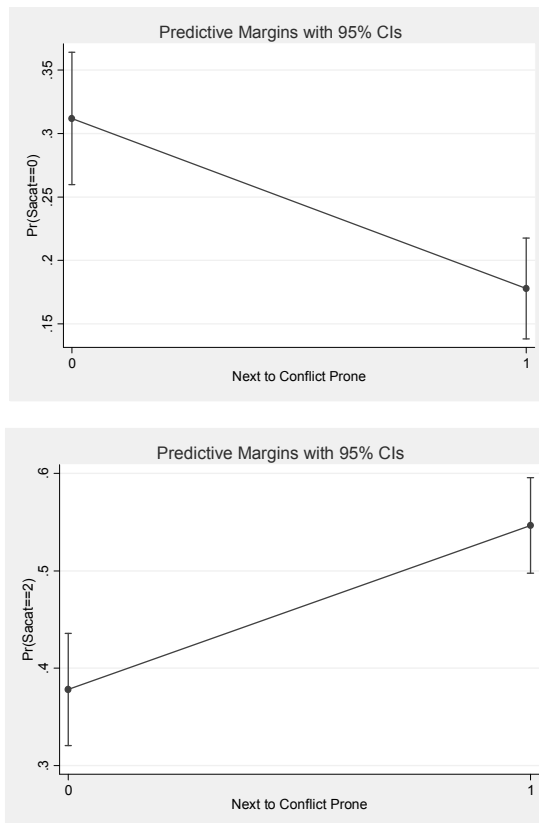 Predictive Margins with 95% CIs
.35
.3
.25
.2
.15
Pr(Sacat==0)
0
1
Next to Conflict Prone
Predictive Margins with 95% CIs
.6
.5
.4
.3
Pr(Sacat==2)
0
1
Next to Conflict Prone